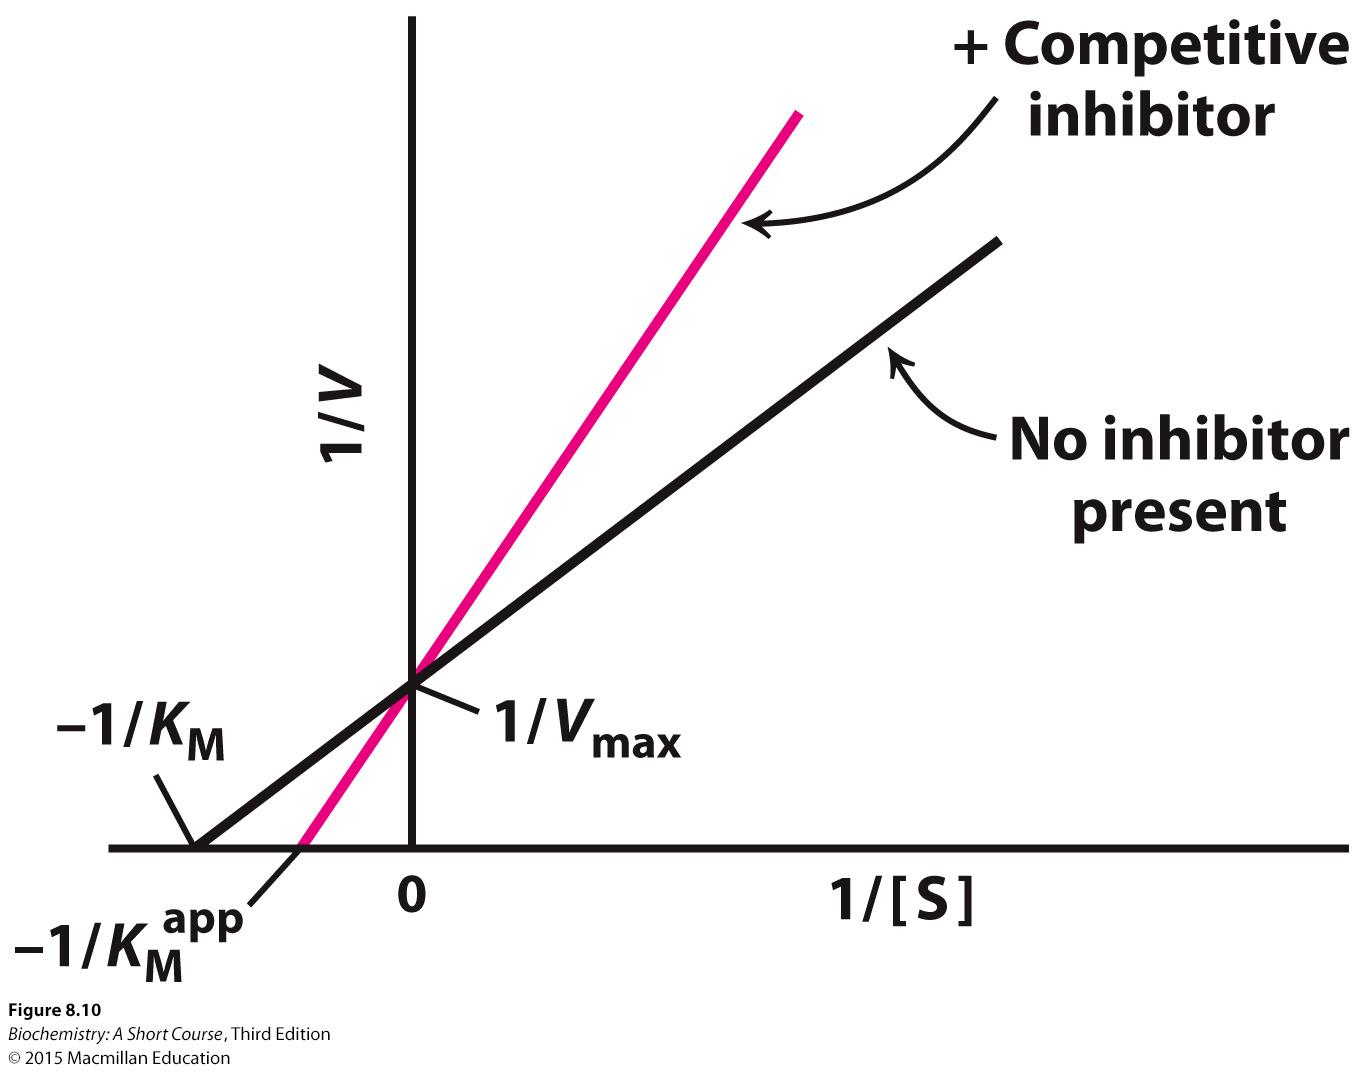 + Competitive
inhibitor
1/V
No inhibitor
present
–1/KM
1/Vmax
0
1/[S]
–1/KMapp
Figure 8.10
Biochemistry: A Short Course, Third Edition
© 2015 Macmillan Education